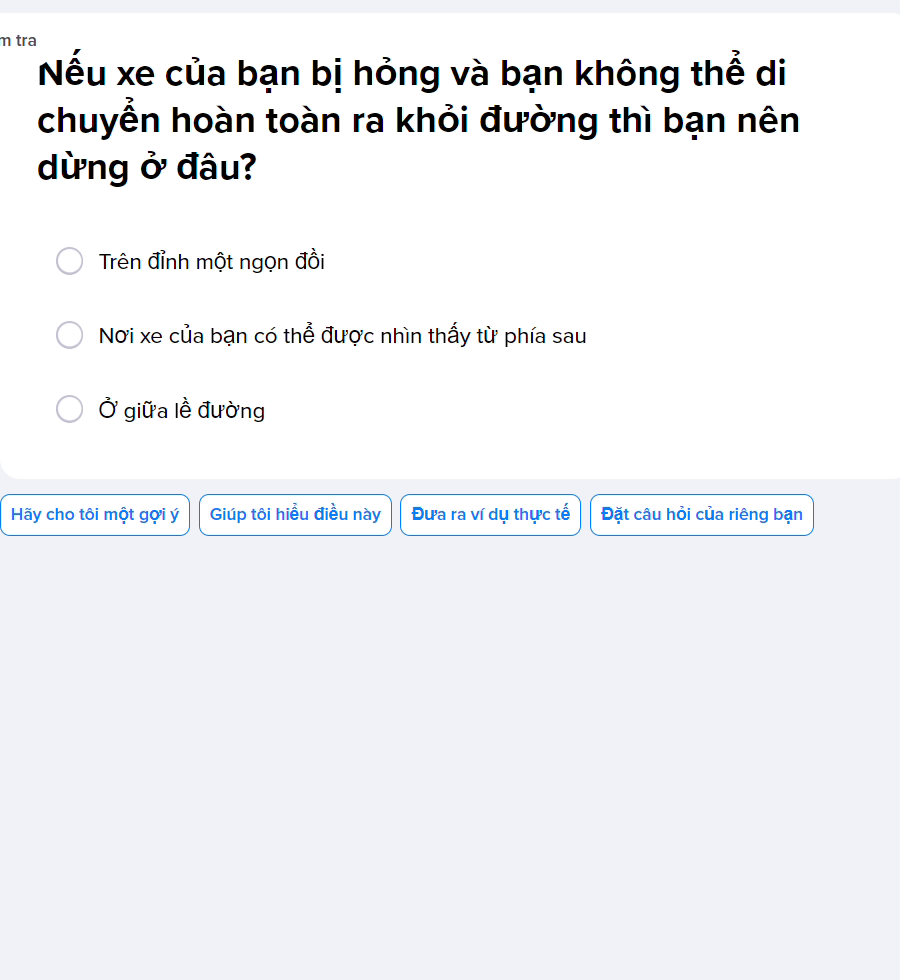 m tra
Nếu xe của bạn bị hỏng và bạn không thể di
chuyển hoàn toàn ra khỏi đường thì bạn nên
dừng ở đâu?
Trên đỉnh một ngọn đồi
Nơi xe của bạn có thể được nhìn thấy từ phía sau
Ở giữa lề đường
Hãy cho tôi một gợi ý Giúp tôi hiểu điều này Đưa ra ví dụ thực tế Đặt câu hỏi của riêng bạn